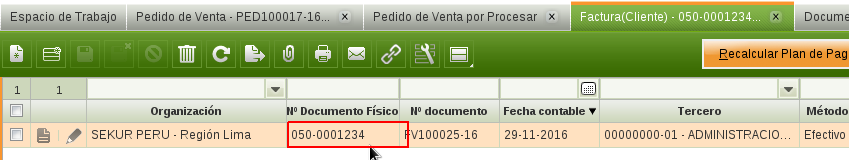 Espacio de Trabajo Pedido de Venta - PED100017-16... Pedido de Venta por Procesar Factura(Cliente) - 050-0001234... Docume
Recalcular Plan de Pag
1 1
Organización Nº Documento Físico Nº documento Fecha contable Tercero Método
SEKUR PERU - Región Lima 050-0001234 FV100025-16 29-11-2016 00000000-01 - ADMINISTRACIO... Efectivo